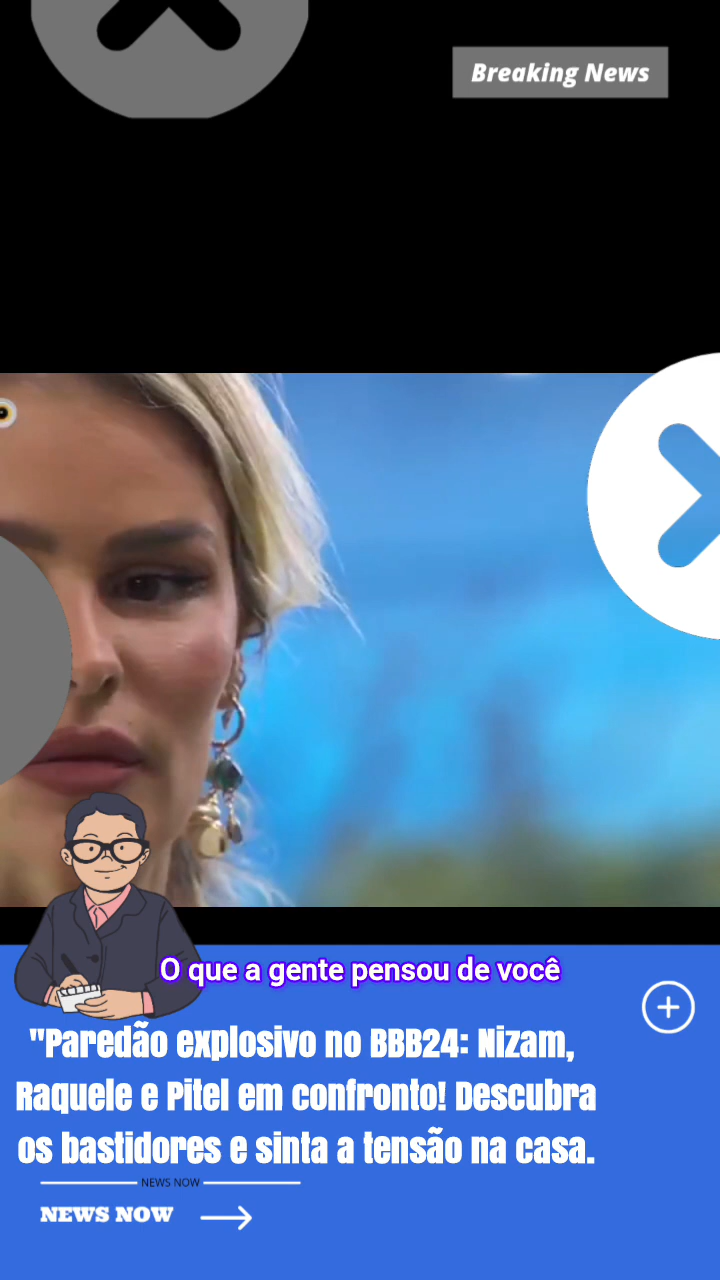 Breaking News
O que a gente pensou de você
"Paredão explosivo no BBB24: Nizam,
Raquele e Pitel em confronto! Descubra
os bastidores e sinta a tensão na casa.
NEWS NOW
NEWS NOW